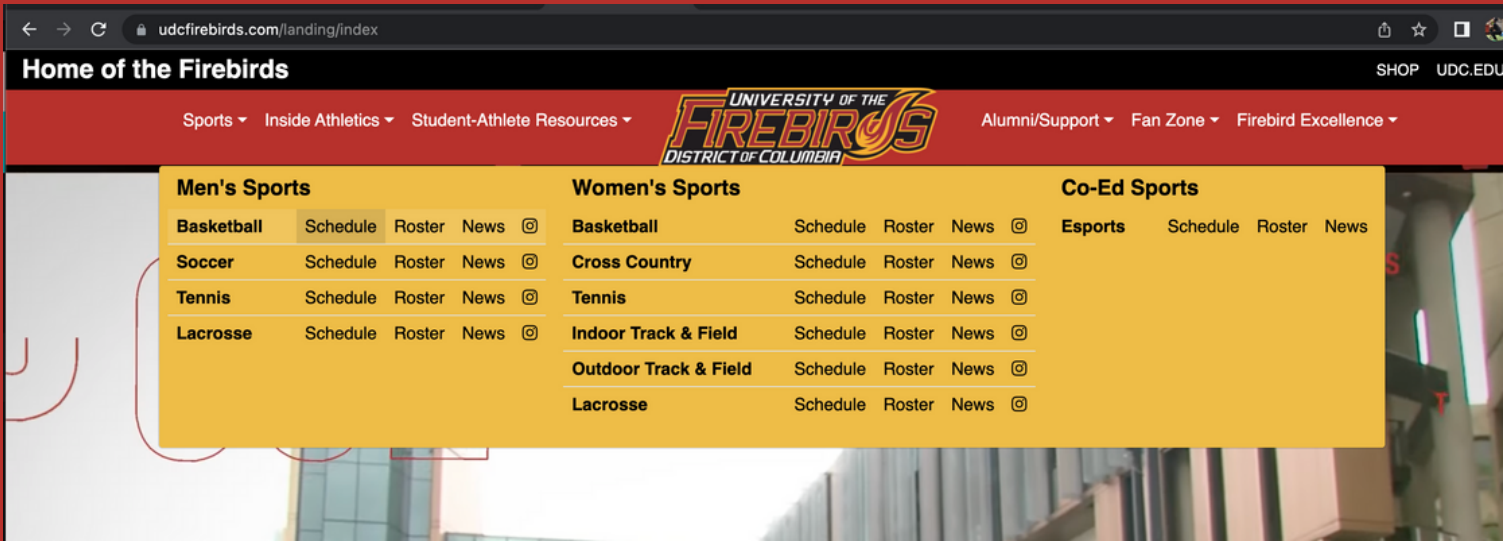 udcfirebirds.com/landing/index
Home of the Firebirds
SHOP UDC.EDU
Sports Inside Athletics Student-Athlete Resources
UNIVERSITY OF THE
FIREBIRDS
DISTRICT OF COLUMBIA
Alumni/Support Fan Zone Firebird Excellence
Men's Sports
Basketball Schedule Roster News
Soccer Schedule Roster News
Tennis Schedule Roster News
Lacrosse Schedule Roster News
Women's Sports
Basketball Schedule Roster News
Cross Country Schedule Roster News
Tennis Schedule Roster News
Indoor Track & Field Schedule Roster News
Outdoor Track & Field Schedule Roster News
Lacrosse Schedule Roster News
Co-Ed Sports
Esports Schedule Roster News